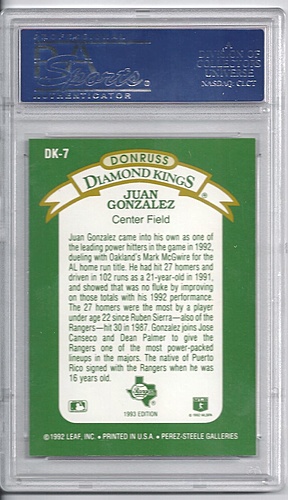 PROFESSIONAL
Sports
AUTHENTICATOR
DIVISION OF
COLLECTORS
UNIVERSE
NASDAQ: CLCT
DK-7
DONRUSS
DIAMOND KINGS®
JUAN
GONZALEZ
Center Field
Juan Gonzalez came into his own as one of
the leading power hitters in the game in 1992,
dueling with Oakland's Mark McGwire for the
AL home run title. He had hit 27 homers and
driven in 102 runs as a 21-year-old in 1991,
and showed that was no fluke by improving
on those totals with his 1992 performance.
The 27 homers were the most by a player
under age 22 since Ruben Sierra—also of the
Rangers—hit 30 in 1987. Gonzalez joins Jose
Canseco and Dean Palmer to give the
Rangers one of the most power-packed
lineups in the majors. The native of Puerto
Rico signed with the Rangers when he was
16 years old.
1993 EDITION
©1992 LEAF, INC. • PRINTED IN U.S.A. • PEREZ-STEELE GALLERIES